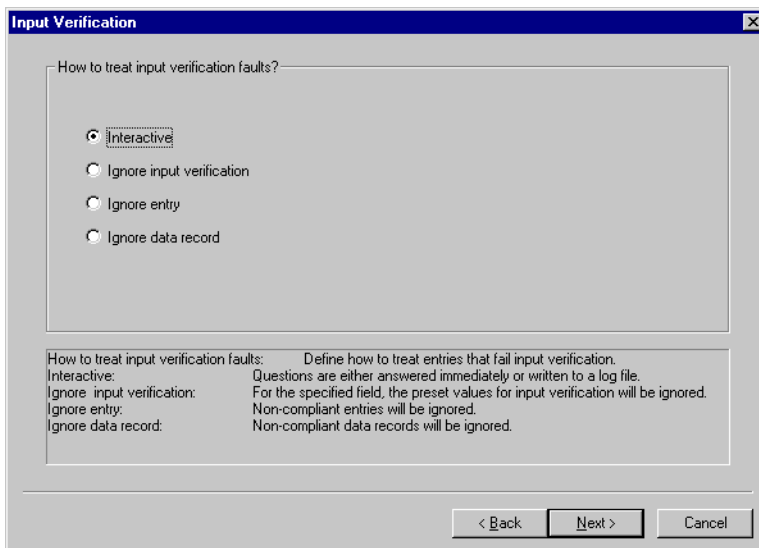 Input Verification
How to treat input verification faults?
Interactive
Ignore input verification
Ignore entry
Ignore data record
How to treat input verification faults: Define how to treat entries that fail input verification.
Interactive: Questions are either answered immediately or written to a log file.
Ignore input verification: For the specified field, the preset values for input verification will be ignored.
Ignore entry: Non-compliant entries will be ignored.
Ignore data record: Non-compliant data records will be ignored.
< Back Next > Cancel